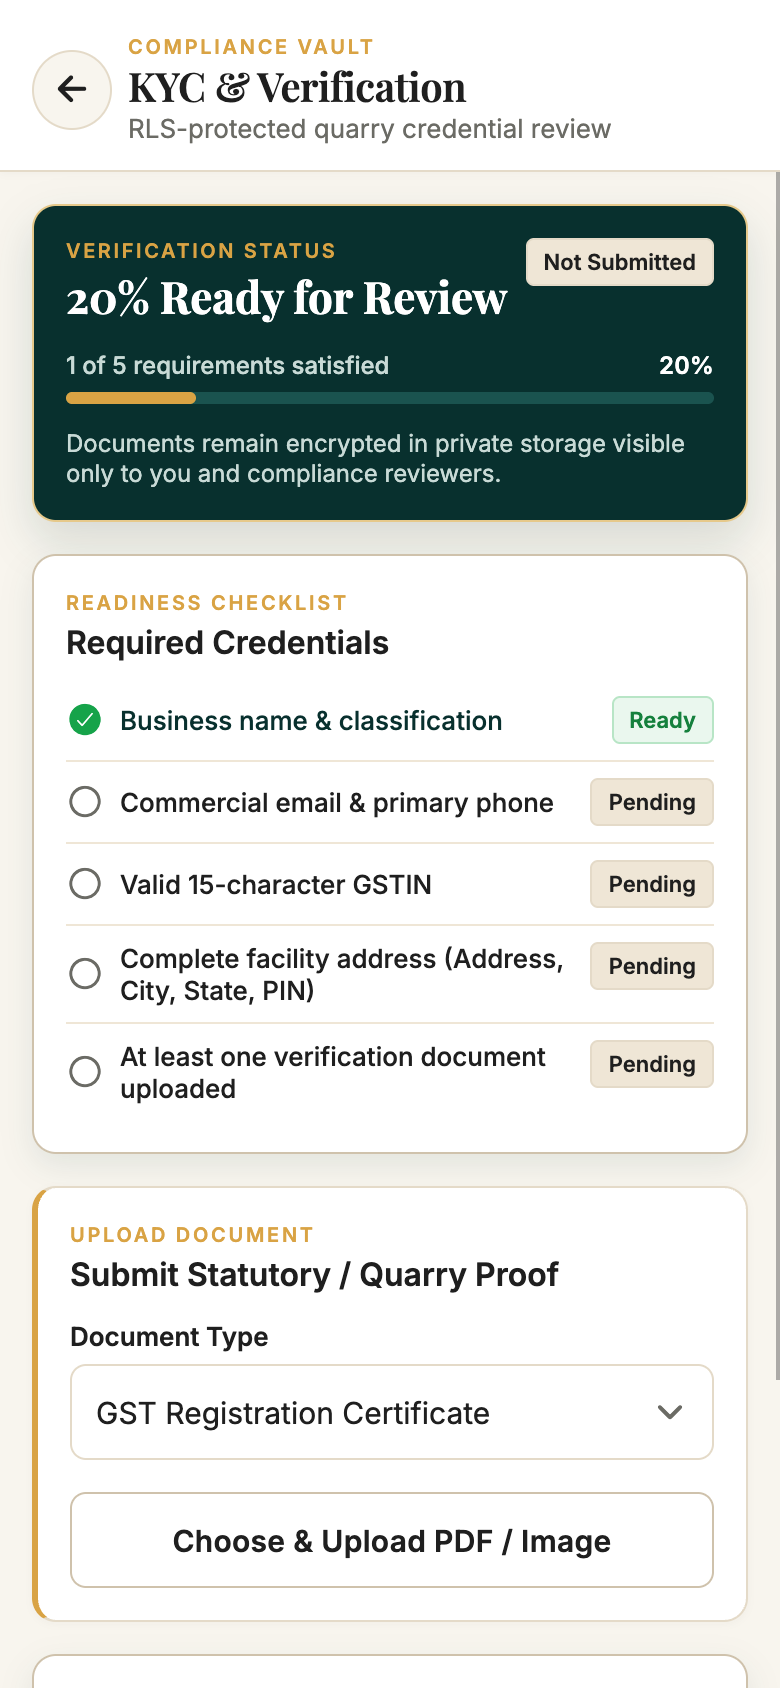 COMPLIANCE VAULT
KYC & Verification
RLS-protected quarry credential review
VERIFICATION STATUS
Not Submitted
20% Ready for Review
1 of 5 requirements satisfied
20%
Documents remain encrypted in private storage visible
only to you and compliance reviewers.
READINESS CHECKLIST
Required Credentials
Business name & classification
Ready
Commercial email & primary phone
Pending
Valid 15-character GSTIN
Pending
Complete facility address (Address,
City, State, PIN)
Pending
At least one verification document
uploaded
Pending
UPLOAD DOCUMENT
Submit Statutory / Quarry Proof
Document Type
GST Registration Certificate
Choose & Upload PDF / Image